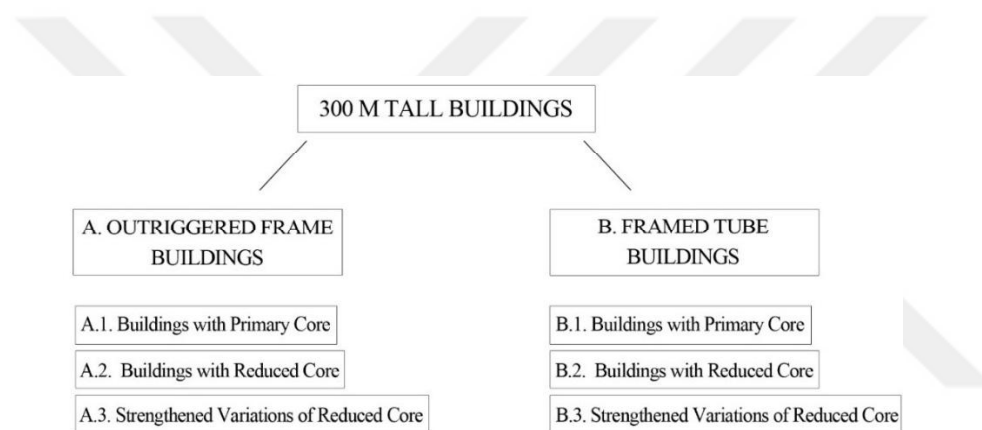 300 M TALL BUILDINGS
A. OUTRIGGERED FRAME
BUILDINGS
A.1. Buildings with Primary Core
A.2. Buildings with Reduced Core
A.3. Strengthened Variations of Reduced Core
B. FRAMED TUBE
BUILDINGS
B.1. Buildings with Primary Core
B.2. Buildings with Reduced Core
B.3. Strengthened Variations of Reduced Core